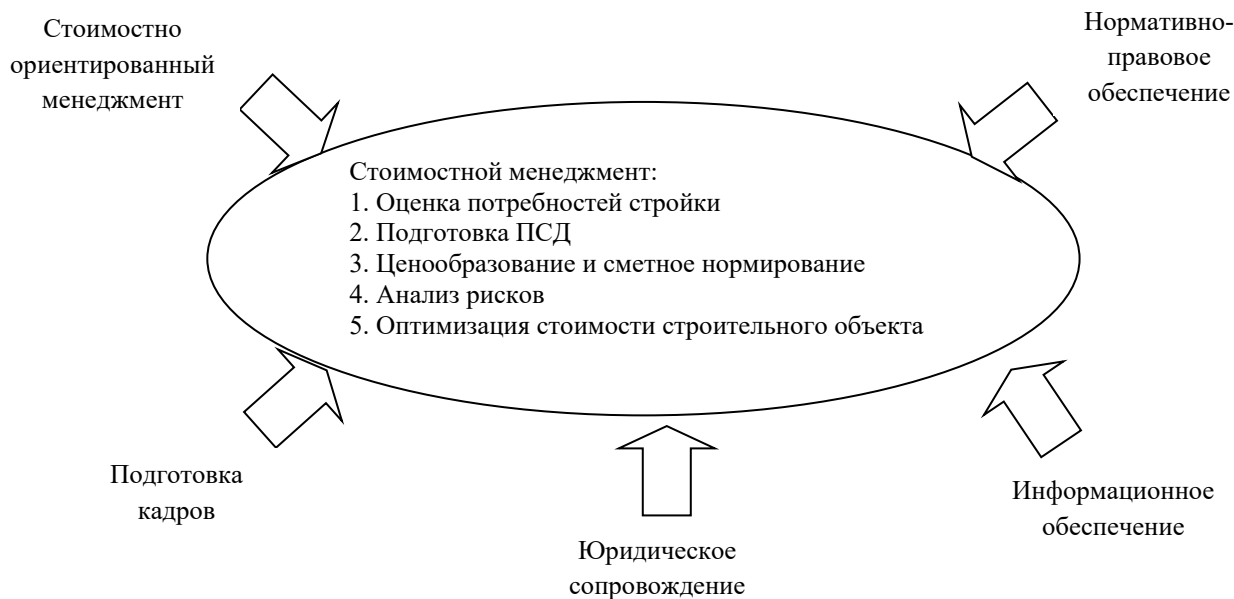 Стоимостно
ориентированный
менеджмент
Нормативно-
правовое
обеспечение
Стоимостной менеджмент:
1. Оценка потребностей стройки
2. Подготовка ПСД
3. Ценообразование и сметное нормирование
4. Анализ рисков
5. Оптимизация стоимости строительного объекта
Подготовка
кадров
Юридическое
сопровождение
Информационное
обеспечение